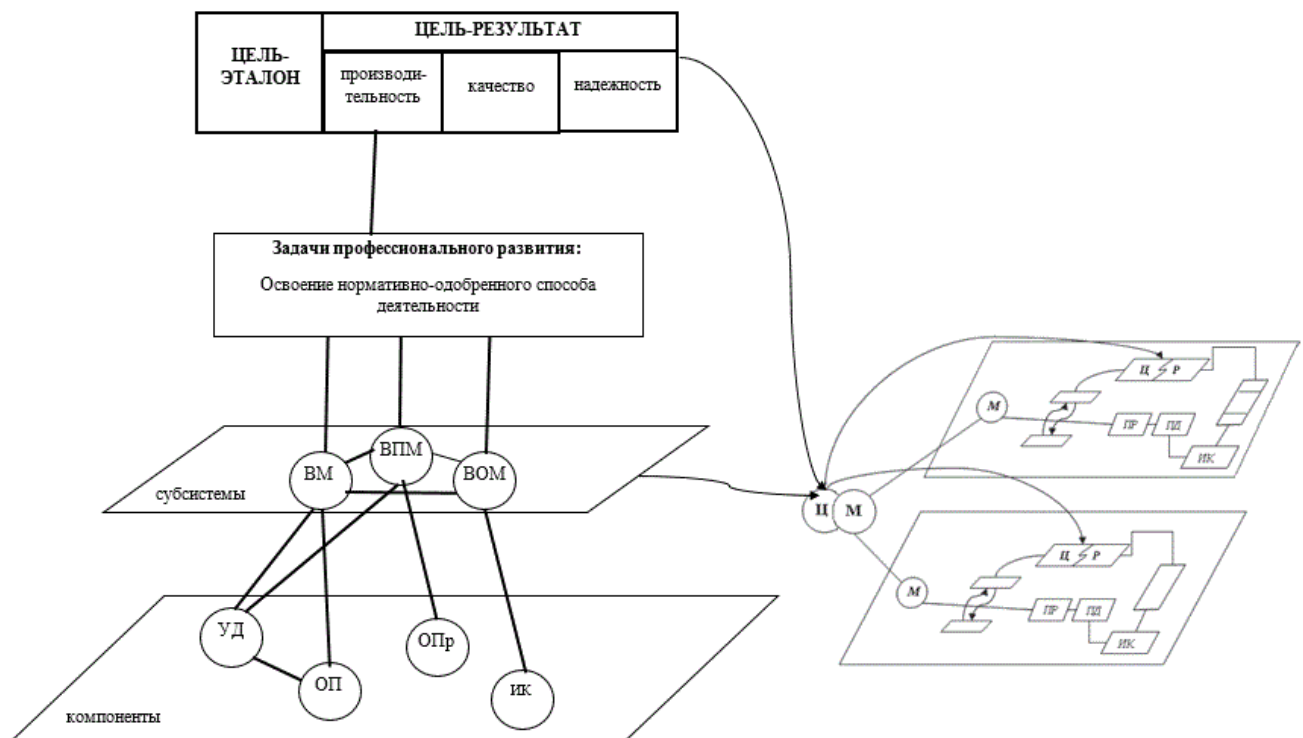 ЦЕЛЬ-
ЭТАЛОН
ЦЕЛЬ-РЕЗУЛЬТАТ
производи-
тельность
качество
надежность
Задачи профессионального развития:
Освоение нормативно-одобренного способа
деятельности
субсистемы
ВМ
ВПМ
ВОМ
компоненты
УД
ОП
ОПр
ИК
Ц
М
М
Ц
Р
ПР
ПД
ИК
М
Ц
Р
ПР
ПД
ИК